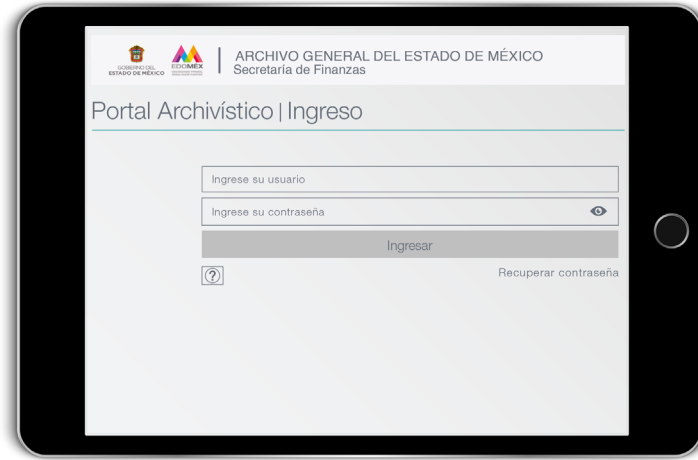 GOBIERNO DEL
ESTADO DE MÉXICO
EDOMÉX
ARCHIVO GENERAL DEL ESTADO DE MÉXICO
Secretaría de Finanzas
Portal Archivístico | Ingreso
Ingrese su usuario
Ingrese su contraseña
Ingresar
?
Recuperar contraseña